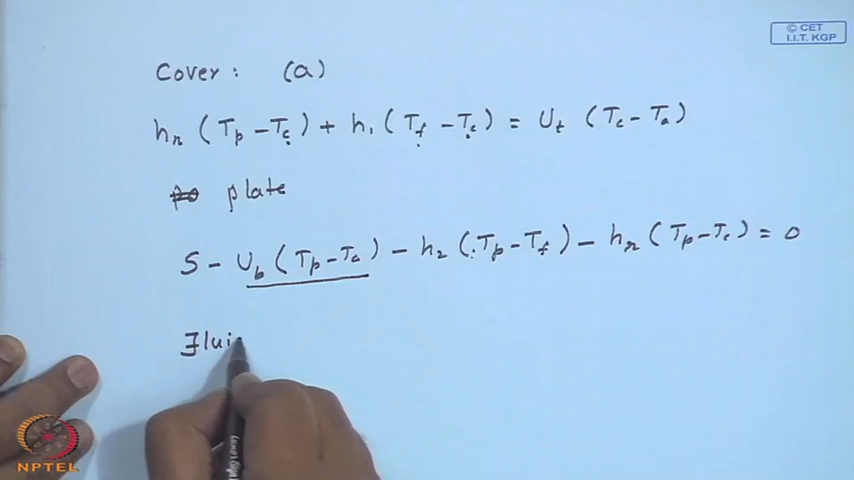 © CET
I.I.T. KGP
Cover : (a)
hr (Tp - Tc) + h1 (Tf - Tc) = Ut (Tc - Ta)
plate
S - Ub (Tp - Ta) - h2 (Tp - Tf) - hr (Tp - Tc) = 0
Flui
NPTEL